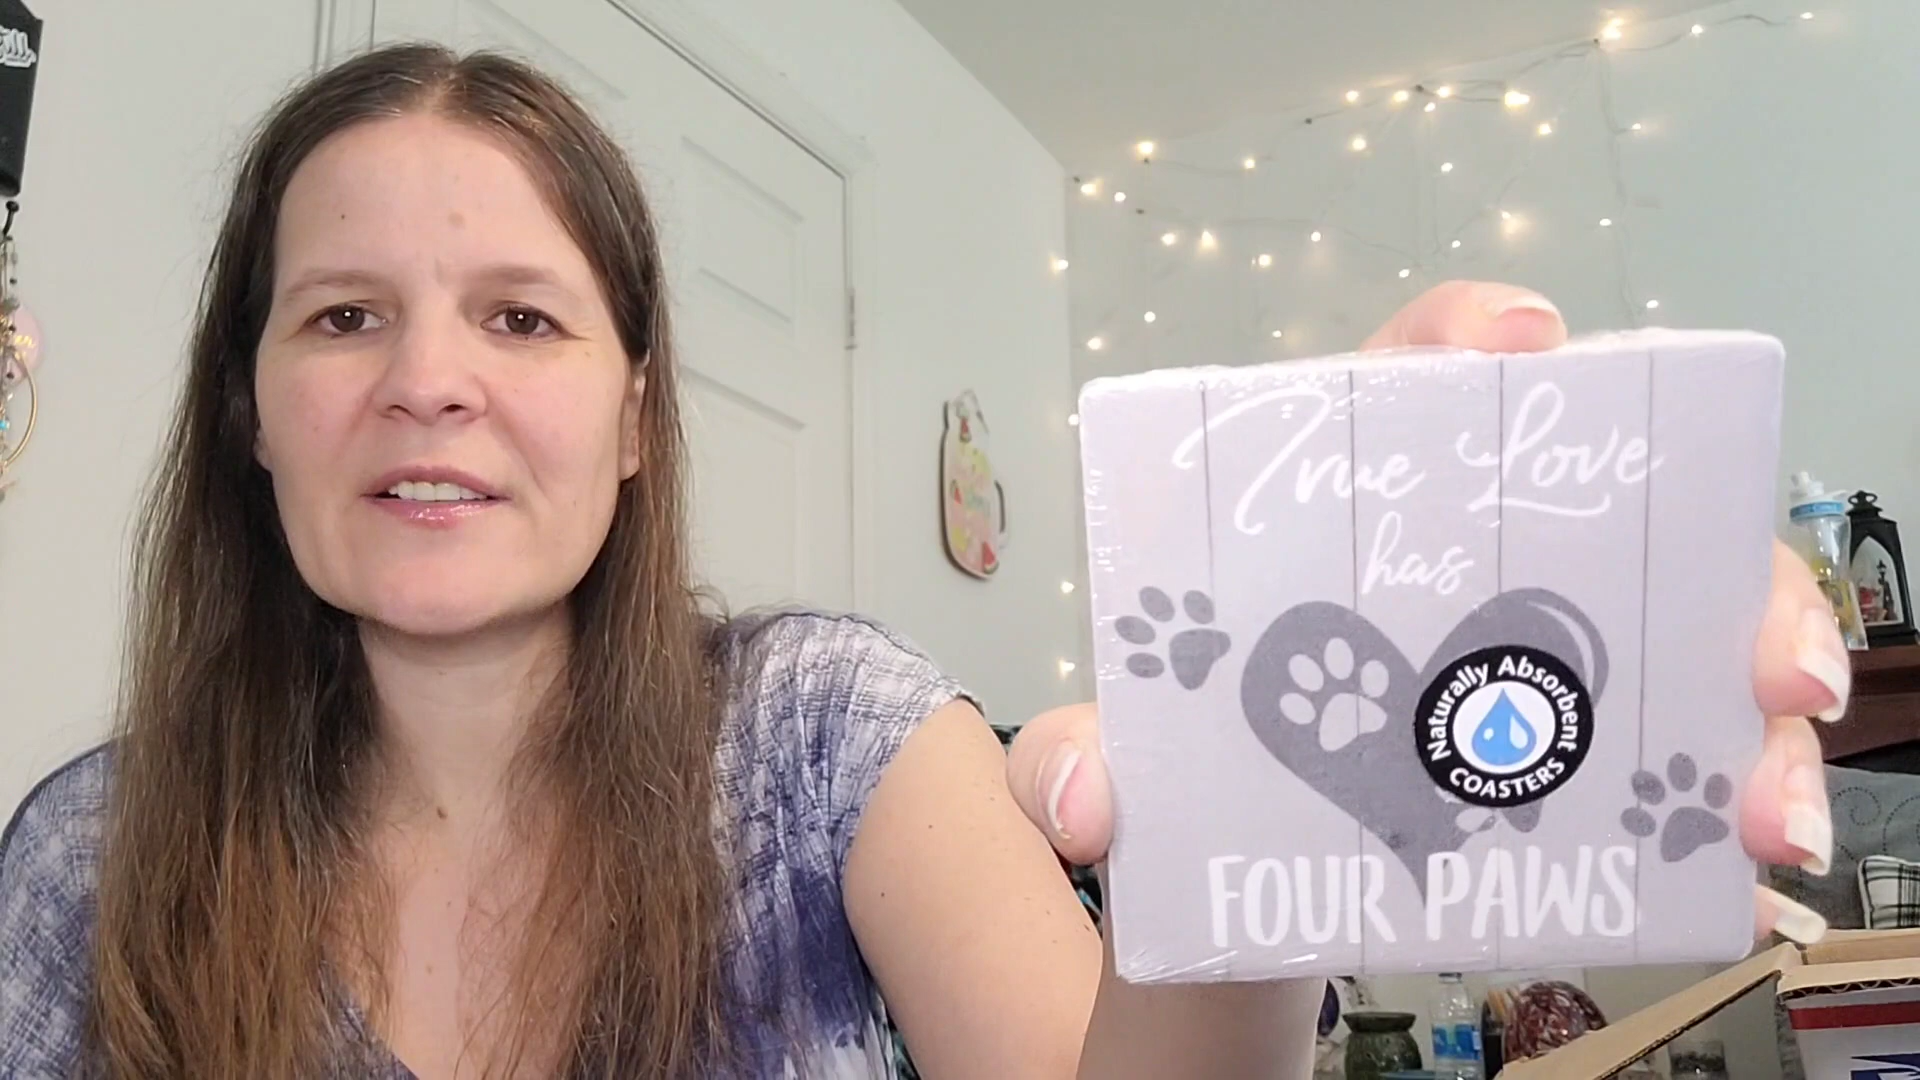 True Love
has
Naturally Absorbent
COASTERS
FOUR PAWS